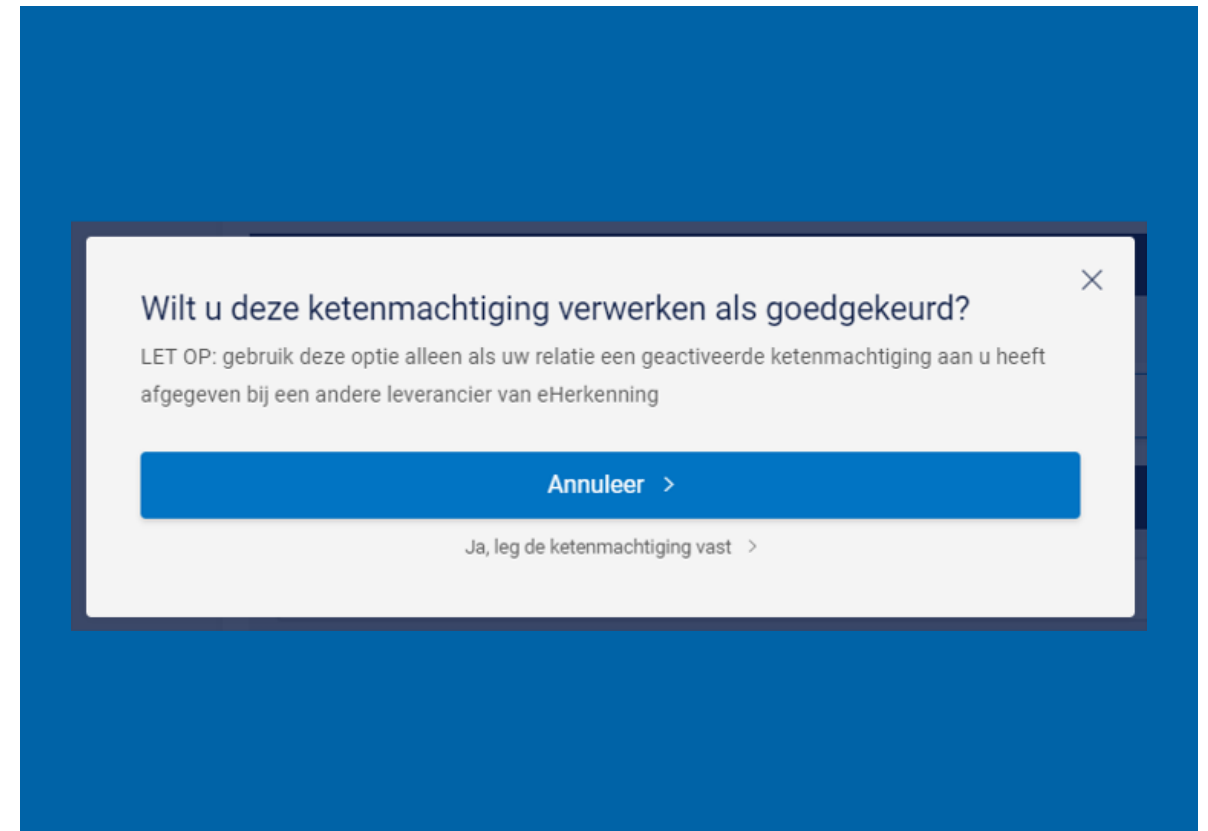 Wilt u deze ketenmachtiging verwerken als goedgekeurd?
LET OP: gebruik deze optie alleen als uw relatie een geactiveerde ketenmachtiging aan u heeft
afgegeven bij een andere leverancier van eHerkenning
Annuleer
Ja, leg de ketenmachtiging vast